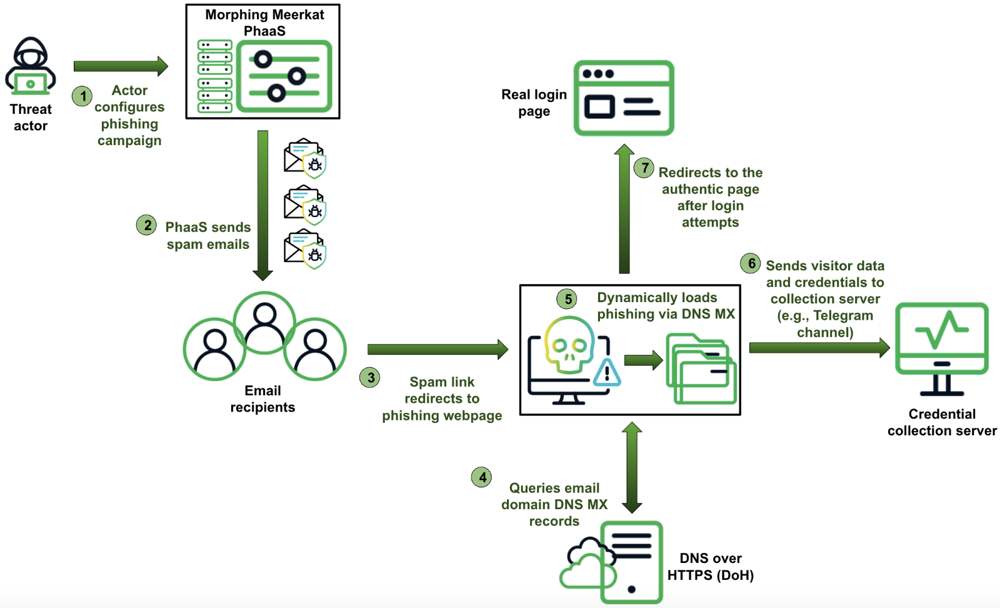 Morphing Meerkat
PhaaS
Threat
actor
1
Actor
configures
phishing
campaign
2
PhaaS sends
spam emails
Email
recipients
3
Spam link
redirects to
phishing webpage
4
Queries email
domain DNS MX
records
DNS over
HTTPS (DoH)
5
Dynamically loads
phishing via DNS MX
6
Sends visitor data
and credentials to
collection server
(e.g., Telegram
channel)
Credential
collection server
7
Redirects to the
authentic page
after login
attempts
Real login
page